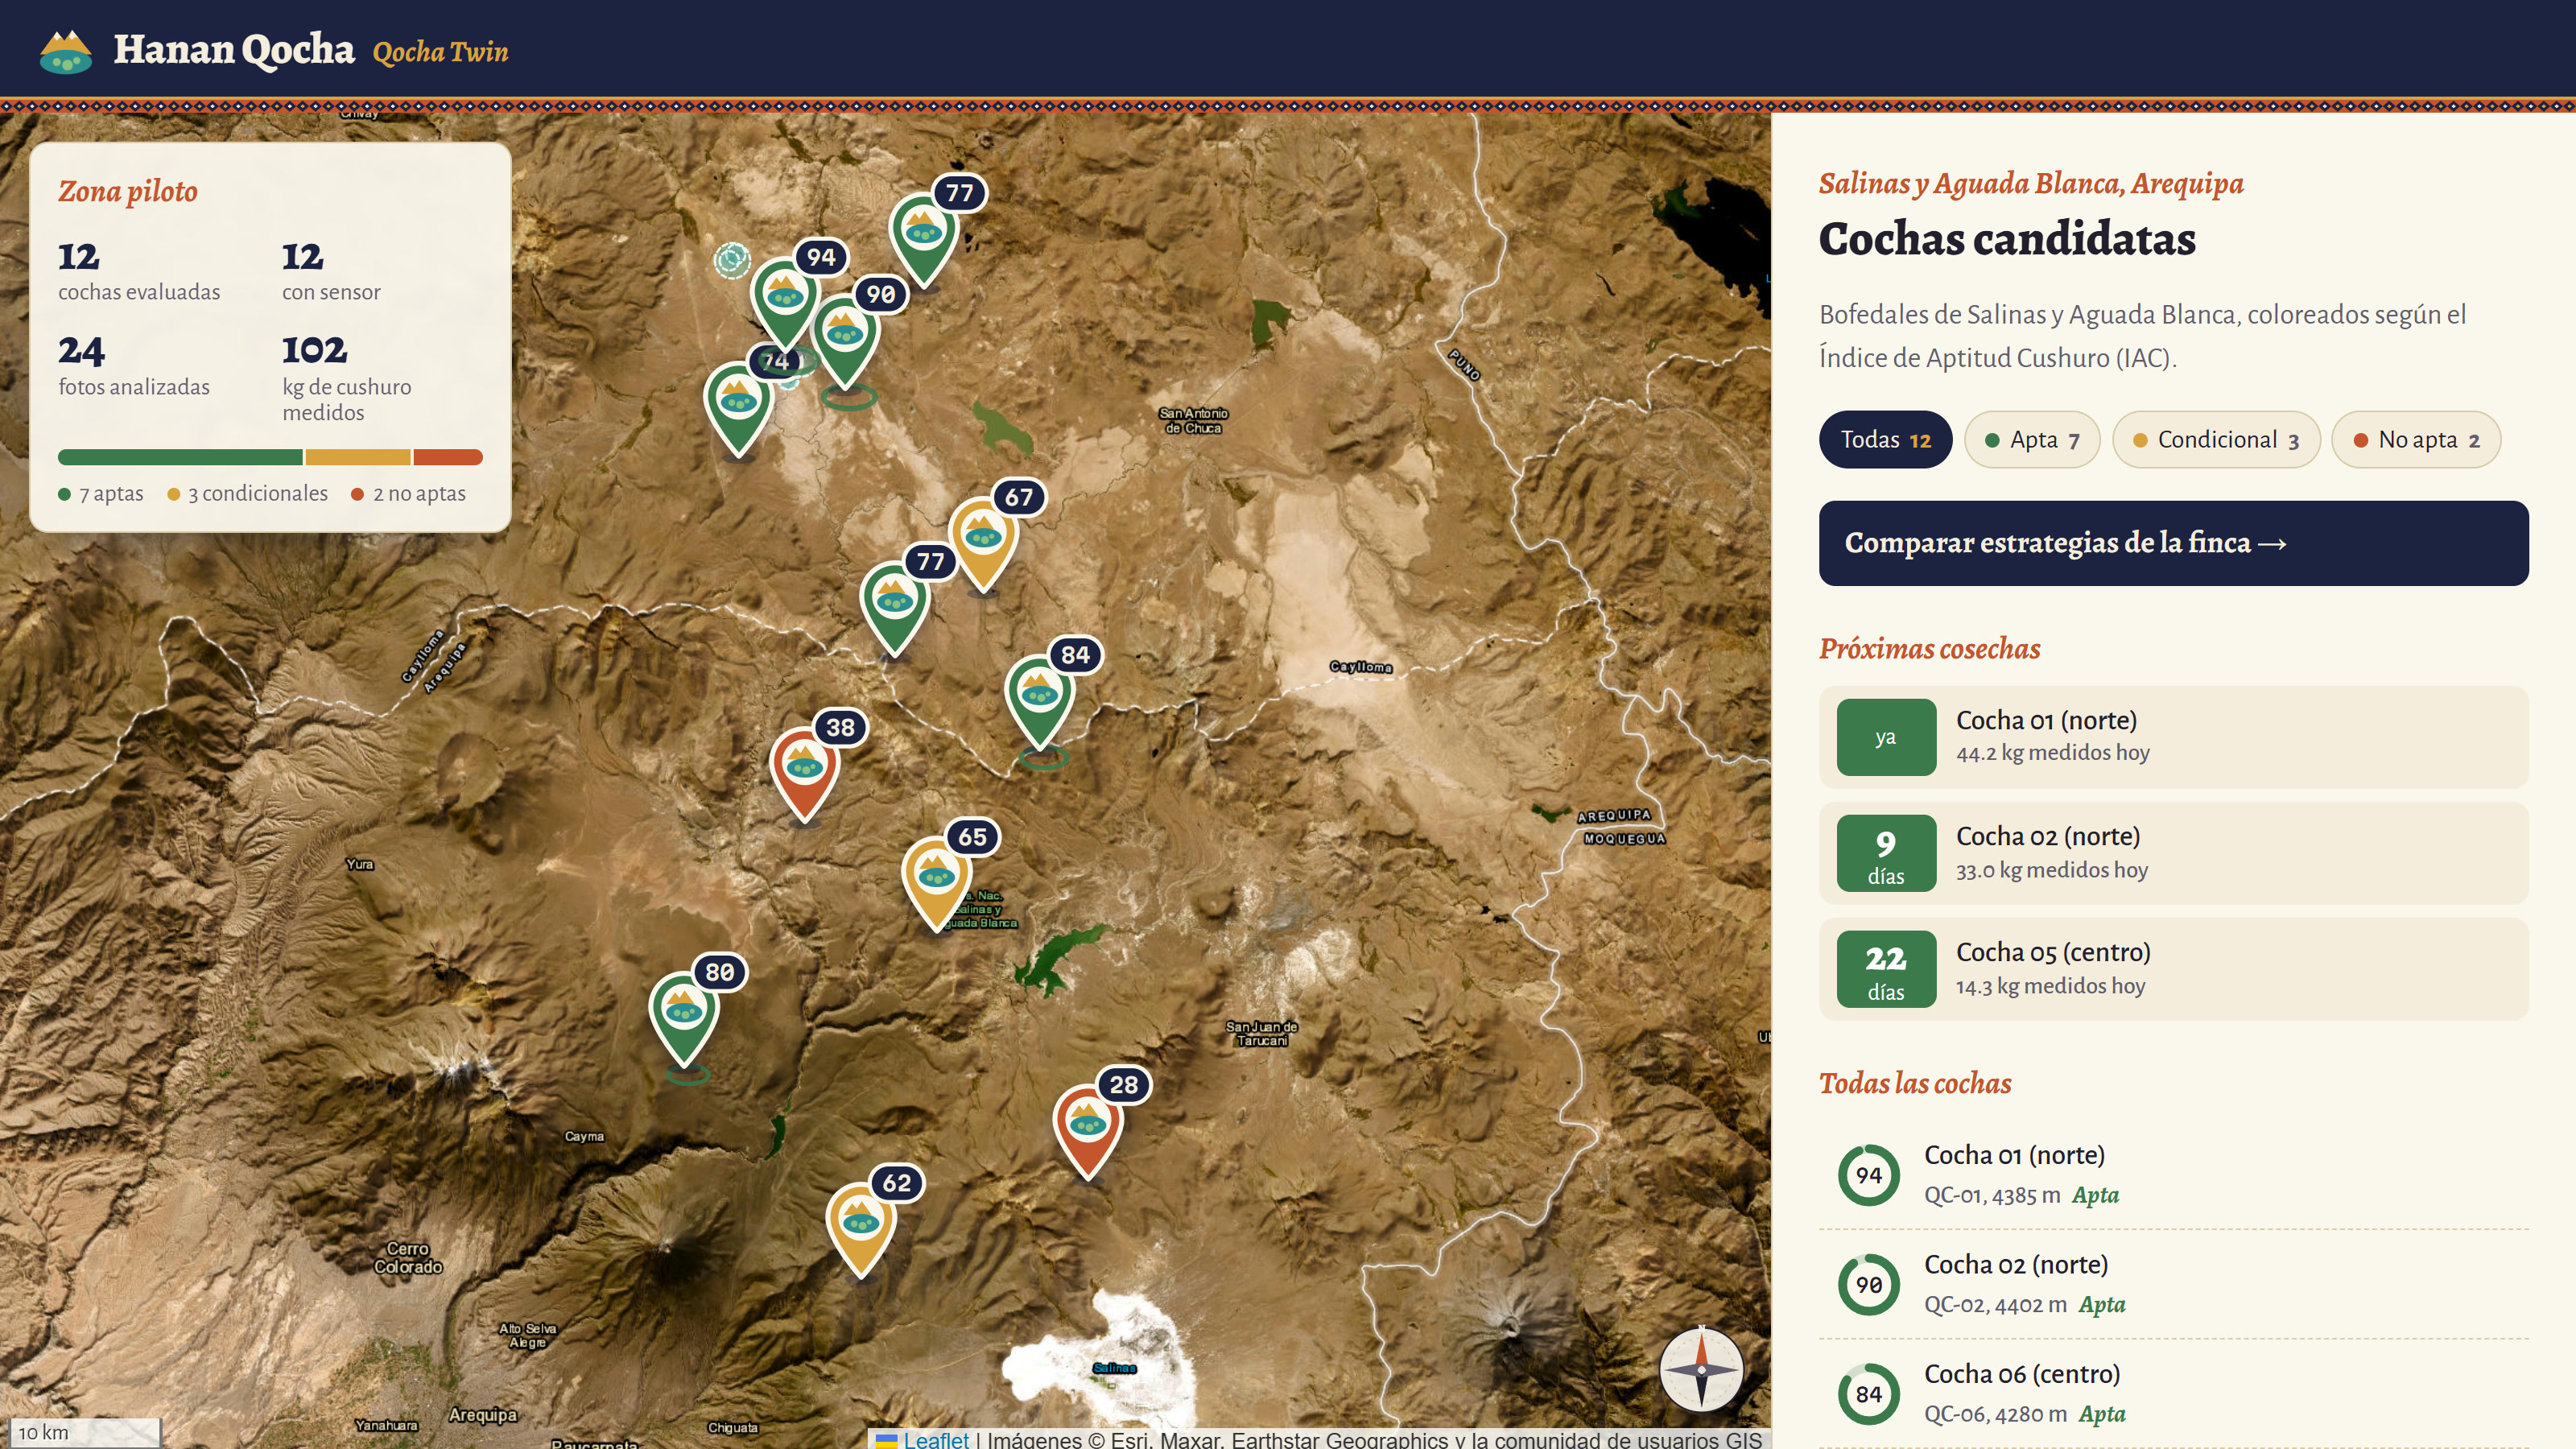 Hanan Qocha Qocha Twin
Chivay
Zona piloto
12
cochas evaluadas
12
con sensor
24
fotos analizadas
102
kg de cushuro
medidos
7 aptas
3 condicionales
2 no aptas
77
94
90
74
67
77
84
38
65
80
28
62
PUNO
San Antonio
de Chuca
Caylloma
Arequipa
Caylloma
AREQUIPA
MOQUEGUA
Yura
s. Nac.
alinas y
guada Blanca
San Juan de
Tarucani
Cayma
Cerro
Colorado
Alto Selva
Alegre
Salinas
Yanahuara
Arequipa
Chiguata
Paucarpata
N
10 km
Leaflet | Imágenes © Esri, Maxar, Earthstar Geographics y la comunidad de usuarios GIS
Salinas y Aguada Blanca, Arequipa
Cochas candidatas
Bofedales de Salinas y Aguada Blanca, coloreados según el
Índice de Aptitud Cushuro (IAC).
Todas 12
Apta 7
Condicional 3
No apta 2
Comparar estrategias de la finca →
Próximas cosechas
ya
Cocha 01 (norte)
44.2 kg medidos hoy
9
días
Cocha 02 (norte)
33.0 kg medidos hoy
22
días
Cocha 05 (centro)
14.3 kg medidos hoy
Todas las cochas
94
Cocha 01 (norte)
QC-01, 4385 m Apta
90
Cocha 02 (norte)
QC-02, 4402 m Apta
84
Cocha 06 (centro)
QC-06, 4280 m Apta